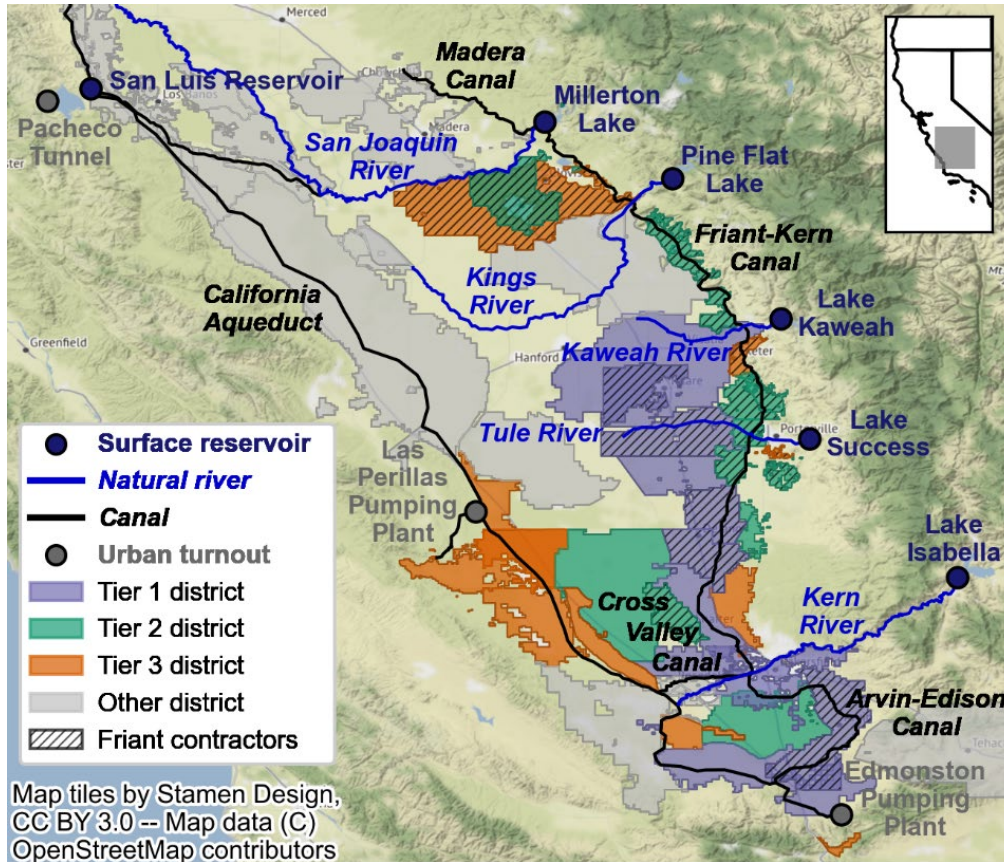 Merced
Madera
Canal
San Luis Reservoir
Los Banos
Pacheco
Tunnel
Madera
Millerton
Lake
San Joaquin
River
Pine Flat
Lake
Friant-Kern
Canal
Kings
River
California
Aqueduct
Lake
Kaweah
Greenfield
Hanford
Kaweah River
Tule River
Lake
Success
Surface reservoir
Natural river
Canal
Urban turnout
Tier 1 district
Tier 2 district
Tier 3 district
Other district
Friant contractors
Las
Perillas
Pumping
Plant
Lake
Isabella
Kern
River
Cross
Valley
Canal
Arvin-Edison
Canal
Edmonston
Pumping
Plant
Map tiles by Stamen Design,
CC BY 3.0 -- Map data (C)
OpenStreetMap contributors